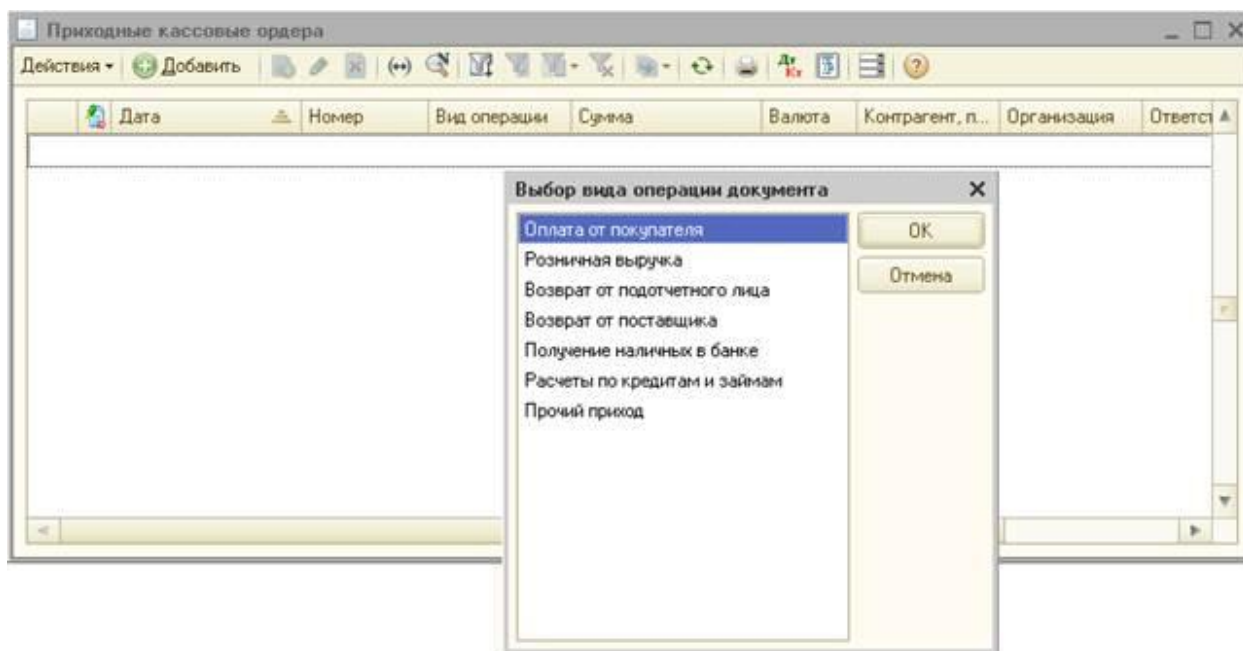 Приходные кассовые ордера
Действия Добавить
Дата Номер Вид операции Сумма Валюта Контрагент, п... Организация Ответст
Выбор вида операции документа
Оплата от покупателя
OK
Розничная выручка
Отмена
Возврат от подотчетного лица
Возврат от поставщика
Получение наличных в банке
Расчеты по кредитам и займам
Прочий приход